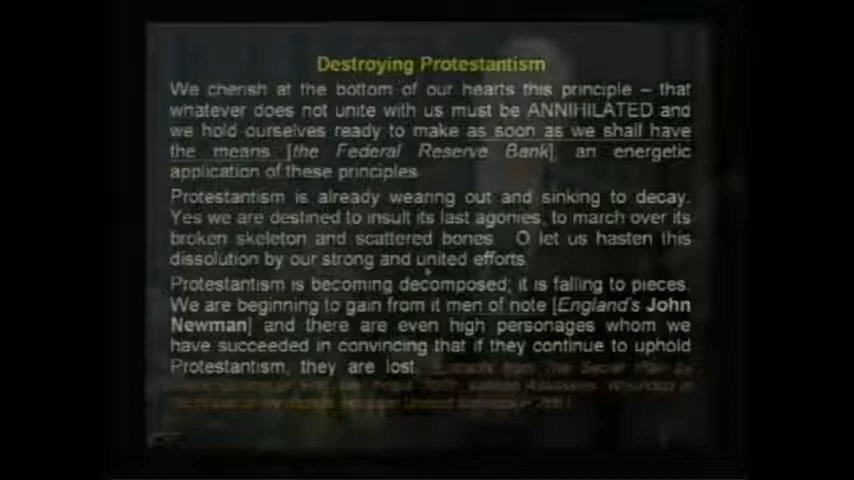 Destroying Protestantism
We cherish at the bottom of our hearts this principle – that
whatever does not unite with us must be ANNIHILATED and
we hold ourselves ready to make as soon as we shall have
the means [the Federal Reserve Bank], an energetic
application of these principles.
Protestantism is already wearing out and sinking to decay.
Yes we are destined to insult its last agonies, to march over its
broken skeleton and scattered bones. O let us hasten this
dissolution by our strong and united efforts.
Protestantism is becoming decomposed; it is falling to pieces.
We are beginning to gain from it men of note [England's John
Newman] and there are even high personages whom we
have succeeded in convincing that if they continue to uphold
Protestantism, they are lost.